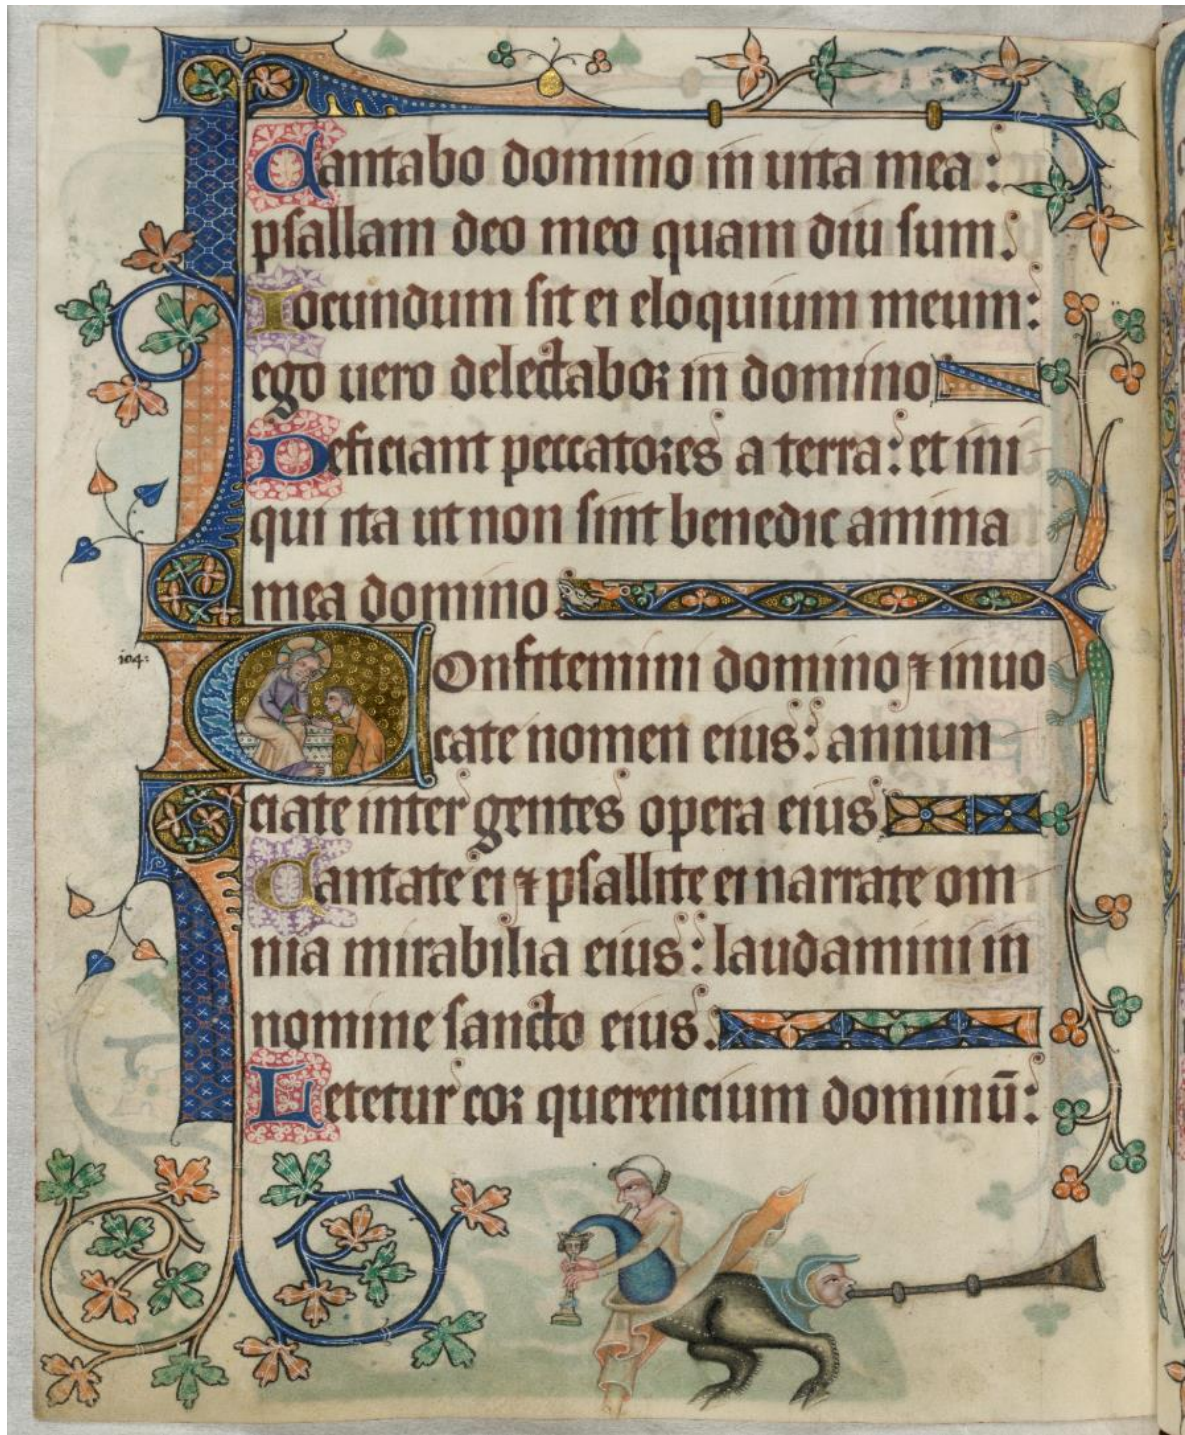 Cantabo domino in uita mea:
psallam deo meo quam diu sum.
Iocundum sit ei eloquium meum:
ego uero delectabor in domino
Deficiant peccatores a terra: et ini
qui ita ut non sint benedic anima
mea domino.
104:
Confitemini domino ⁊ inuo
cate nomen eius: annun
ciate inter gentes opera eius.
Cantate ei ⁊ psallite ei narrate om
nia mirabilia eius: laudamini in
nomine sancto eius.
Letetur cor querencium dominū: